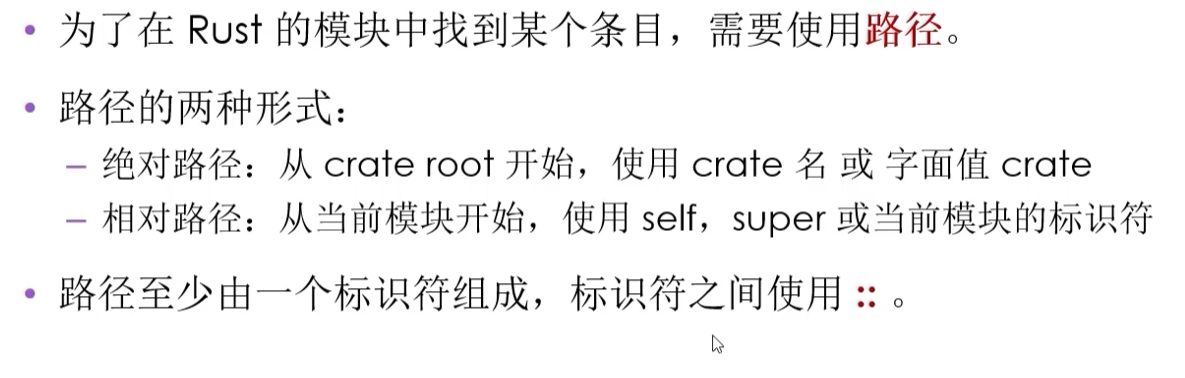 • 为了在 Rust 的模块中找到某个条目，需要使用路径。
• 路径的两种形式：
– 绝对路径：从 crate root 开始，使用 crate 名 或 字面值 crate
– 相对路径：从当前模块开始，使用 self，super 或当前模块的标识符
• 路径至少由一个标识符组成，标识符之间使用 :: 。